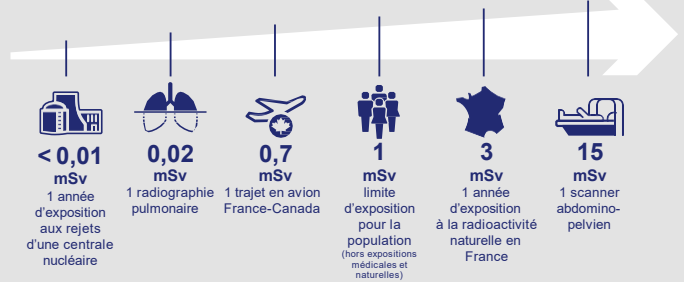 < 0,01
mSv
1 année
d'exposition
aux rejets
d'une centrale
nucléaire
0,02
mSv
1 radiographie
pulmonaire
0,7
mSv
1 trajet en avion
France-Canada
1
mSv
limite
d'exposition
pour la
population
(hors expositions
médicales et
naturelles)
3
mSv
1 année
d'exposition
à la radioactivité
naturelle en
France
15
mSv
1 scanner
abdomino-
pelvien